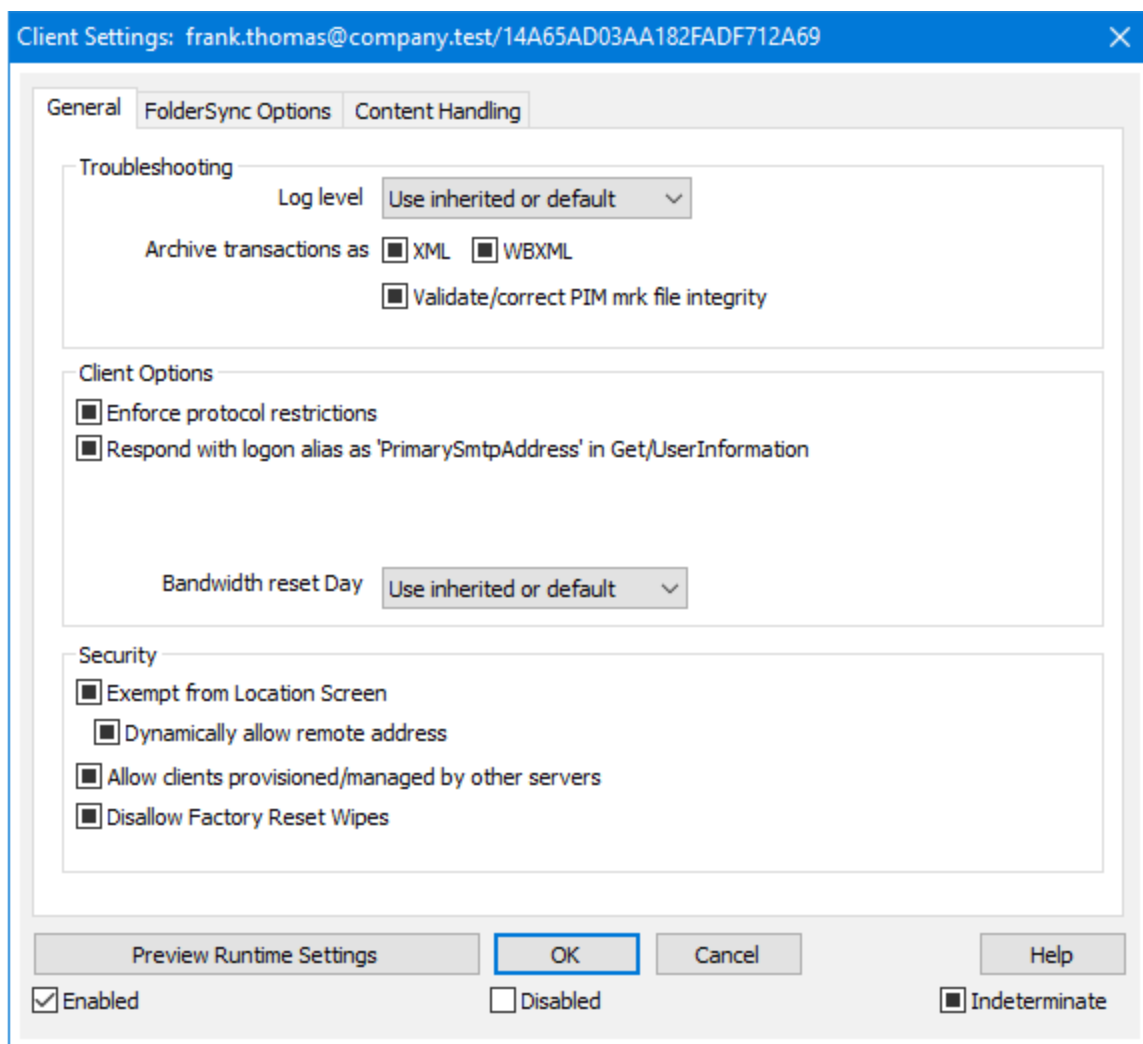 Client Settings: frank.thomas@company.test/14A65AD03AA182FADF712A69
General FolderSync Options Content Handling
Troubleshooting
Log level Use inherited or default
Archive transactions as XML WBXML
Validate/correct PIM mrk file integrity
Client Options
Enforce protocol restrictions
Respond with logon alias as 'PrimarySmtpAddress' in Get/UserInformation
Bandwidth reset Day Use inherited or default
Security
Exempt from Location Screen
Dynamically allow remote address
Allow clients provisioned/managed by other servers
Disallow Factory Reset Wipes
Preview Runtime Settings OK Cancel Help
Enabled Disabled Indeterminate